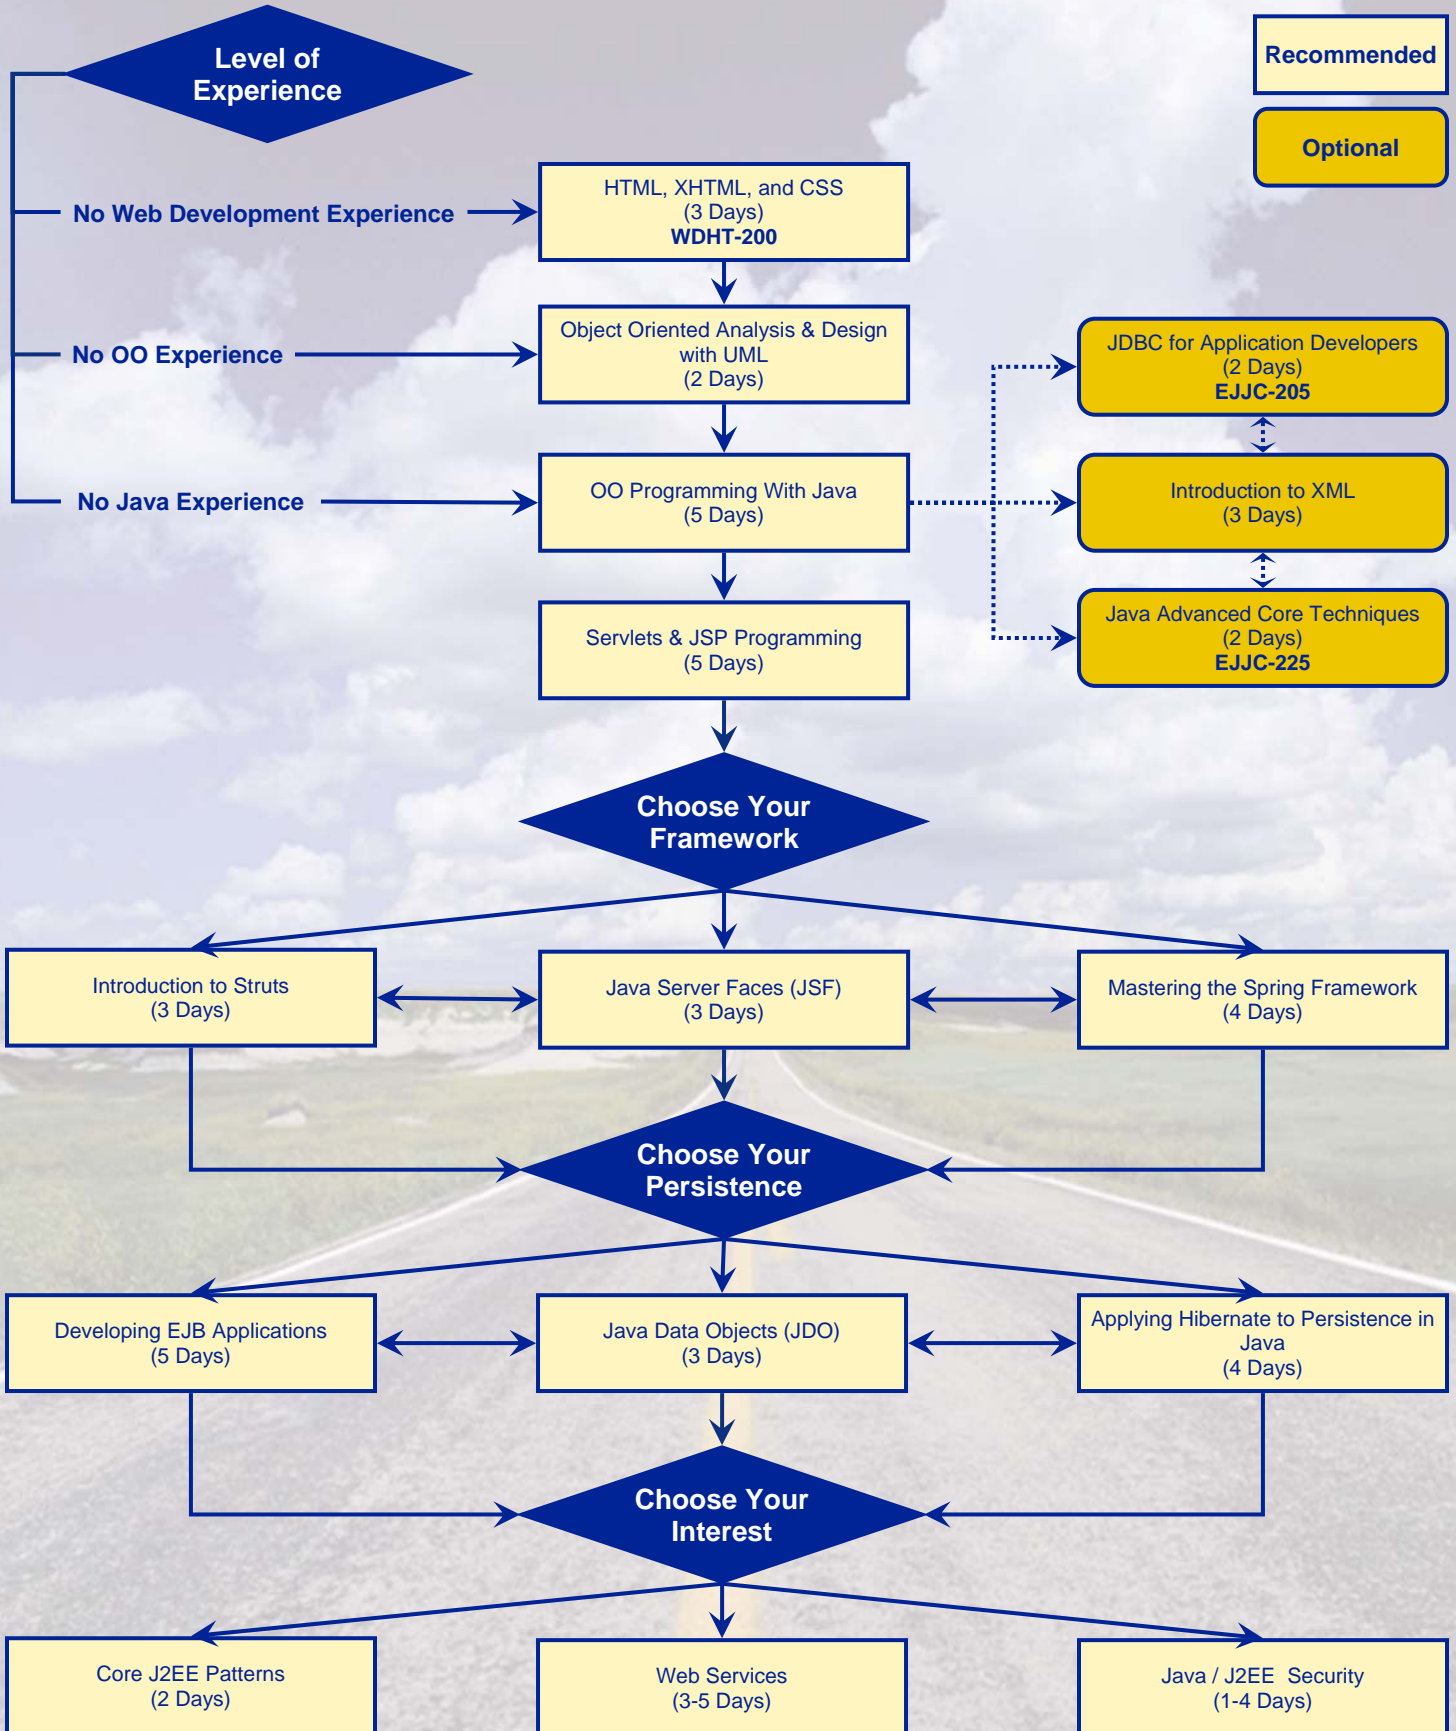 Level of
Experience
Recommended
Optional
No Web Development Experience
HTML, XHTML, and CSS
(3 Days)
WDHT-200
No OO Experience
Object Oriented Analysis & Design
with UML
(2 Days)
JDBC for Application Developers
(2 Days)
EJJC-205
No Java Experience
OO Programming With Java
(5 Days)
Introduction to XML
(3 Days)
Servlets & JSP Programming
(5 Days)
Java Advanced Core Techniques
(2 Days)
EJJC-225
Choose Your
Framework
Introduction to Struts
(3 Days)
Java Server Faces (JSF)
(3 Days)
Mastering the Spring Framework
(4 Days)
Choose Your
Persistence
Developing EJB Applications
(5 Days)
Java Data Objects (JDO)
(3 Days)
Applying Hibernate to Persistence in
Java
(4 Days)
Choose Your
Interest
Core J2EE Patterns
(2 Days)
Web Services
(3-5 Days)
Java / J2EE  Security
(1-4 Days)